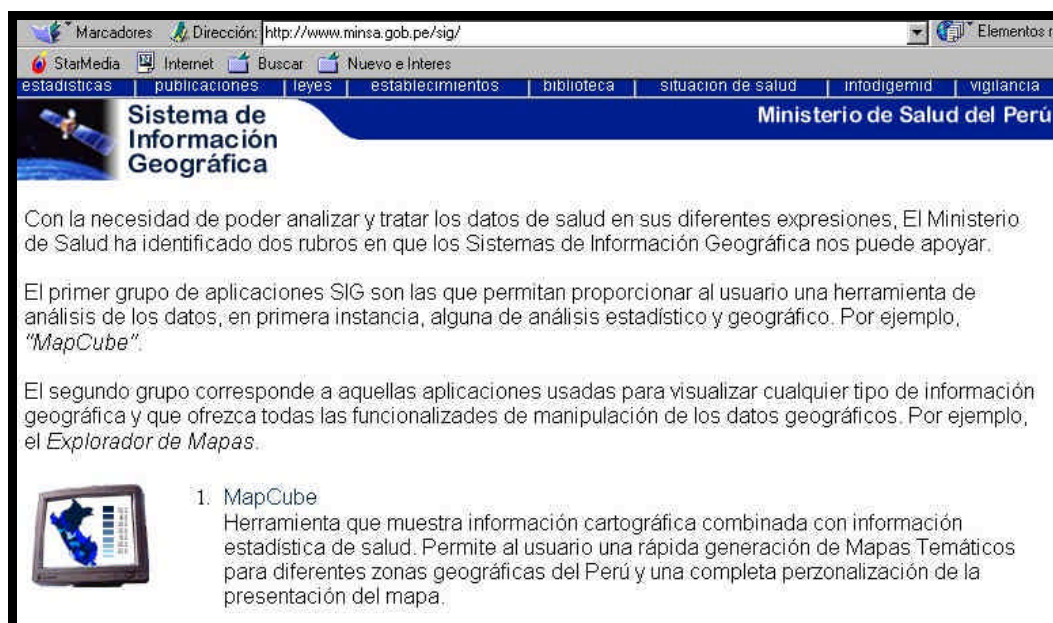 Marcadores Dirección: http://www.minsa.gob.pe/sig/ Elementos
StarMedia Internet Buscar Nuevo e Interes
estadisticas publicaciones leyes establecimientos biblioteca situacion de salud infodigemid vigilancia
Sistema de
Información
Geográfica
Ministerio de Salud del Perú
Con la necesidad de poder analizar y tratar los datos de salud en sus diferentes expresiones, El Ministerio
de Salud ha identificado dos rubros en que los Sistemas de Información Geográfica nos puede apoyar.
El primer grupo de aplicaciones SIG son las que permitan proporcionar al usuario una herramienta de
análisis de los datos, en primera instancia, alguna de análisis estadístico y geográfico. Por ejemplo,
"MapCube".
El segundo grupo corresponde a aquellas aplicaciones usadas para visualizar cualquier tipo de información
geográfica y que ofrezca todas las funcionalizades de manipulación de los datos geográficos. Por ejemplo,
el Explorador de Mapas.
1. MapCube
Herramienta que muestra información cartográfica combinada con información
estadística de salud. Permite al usuario una rápida generación de Mapas Temáticos
para diferentes zonas geográficas del Perú y una completa perzonalización de la
presentación del mapa.